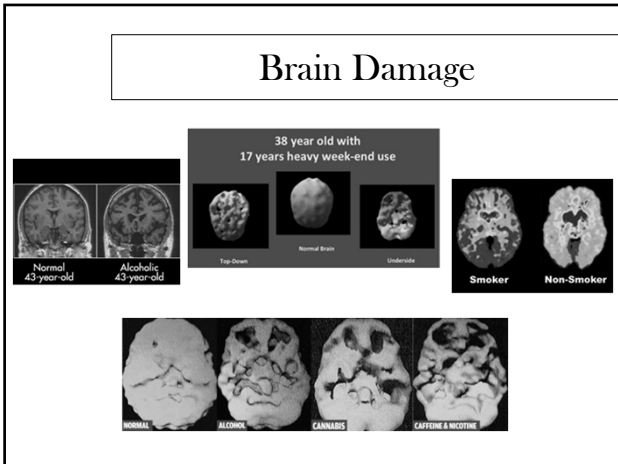 Brain Damage
38 year old with
17 years heavy week-end use
Normal
43-year-old
Alcoholic
43-year-old
Top-Down
Normal Brain
Underside
Smoker
Non-Smoker
NORMAL
ALCOHOL
CANNABIS
CAFFEINE & NICOTINE